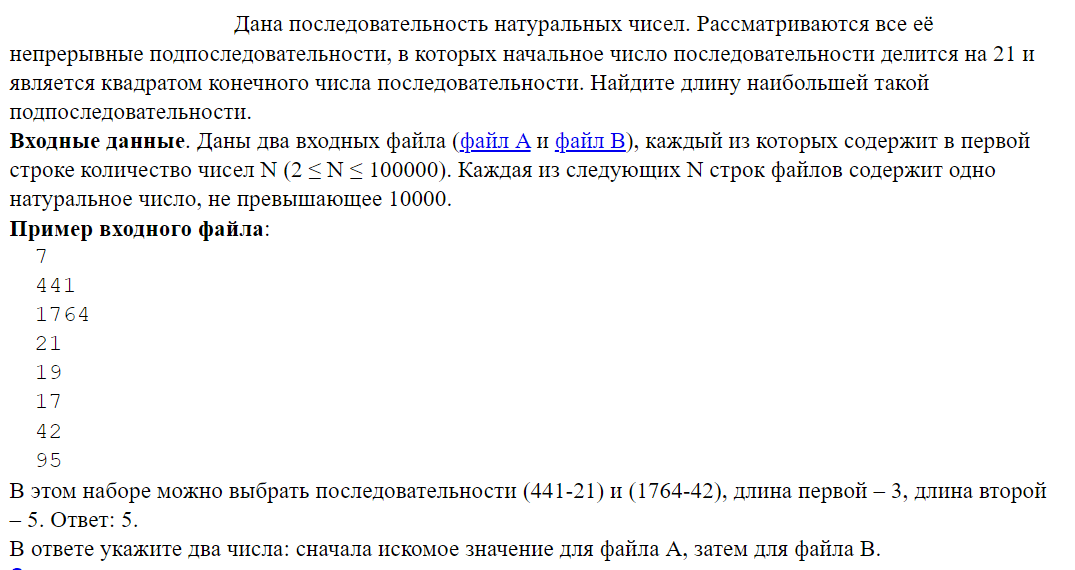 Дана последовательность натуральных чисел. Рассматриваются все её
непрерывные подпоследовательности, в которых начальное число последовательности делится на 21 и
является квадратом конечного числа последовательности. Найдите длину наибольшей такой
подпоследовательности.
Входные данные. Даны два входных файла (файл A и файл B), каждый из которых содержит в первой
строке количество чисел N (2 ≤ N ≤ 100000). Каждая из следующих N строк файлов содержит одно
натуральное число, не превышающее 10000.
Пример входного файла:
7
441
1764
21
19
17
42
95
В этом наборе можно выбрать последовательности (441-21) и (1764-42), длина первой – 3, длина второй
– 5. Ответ: 5.
В ответе укажите два числа: сначала искомое значение для файла А, затем для файла B.